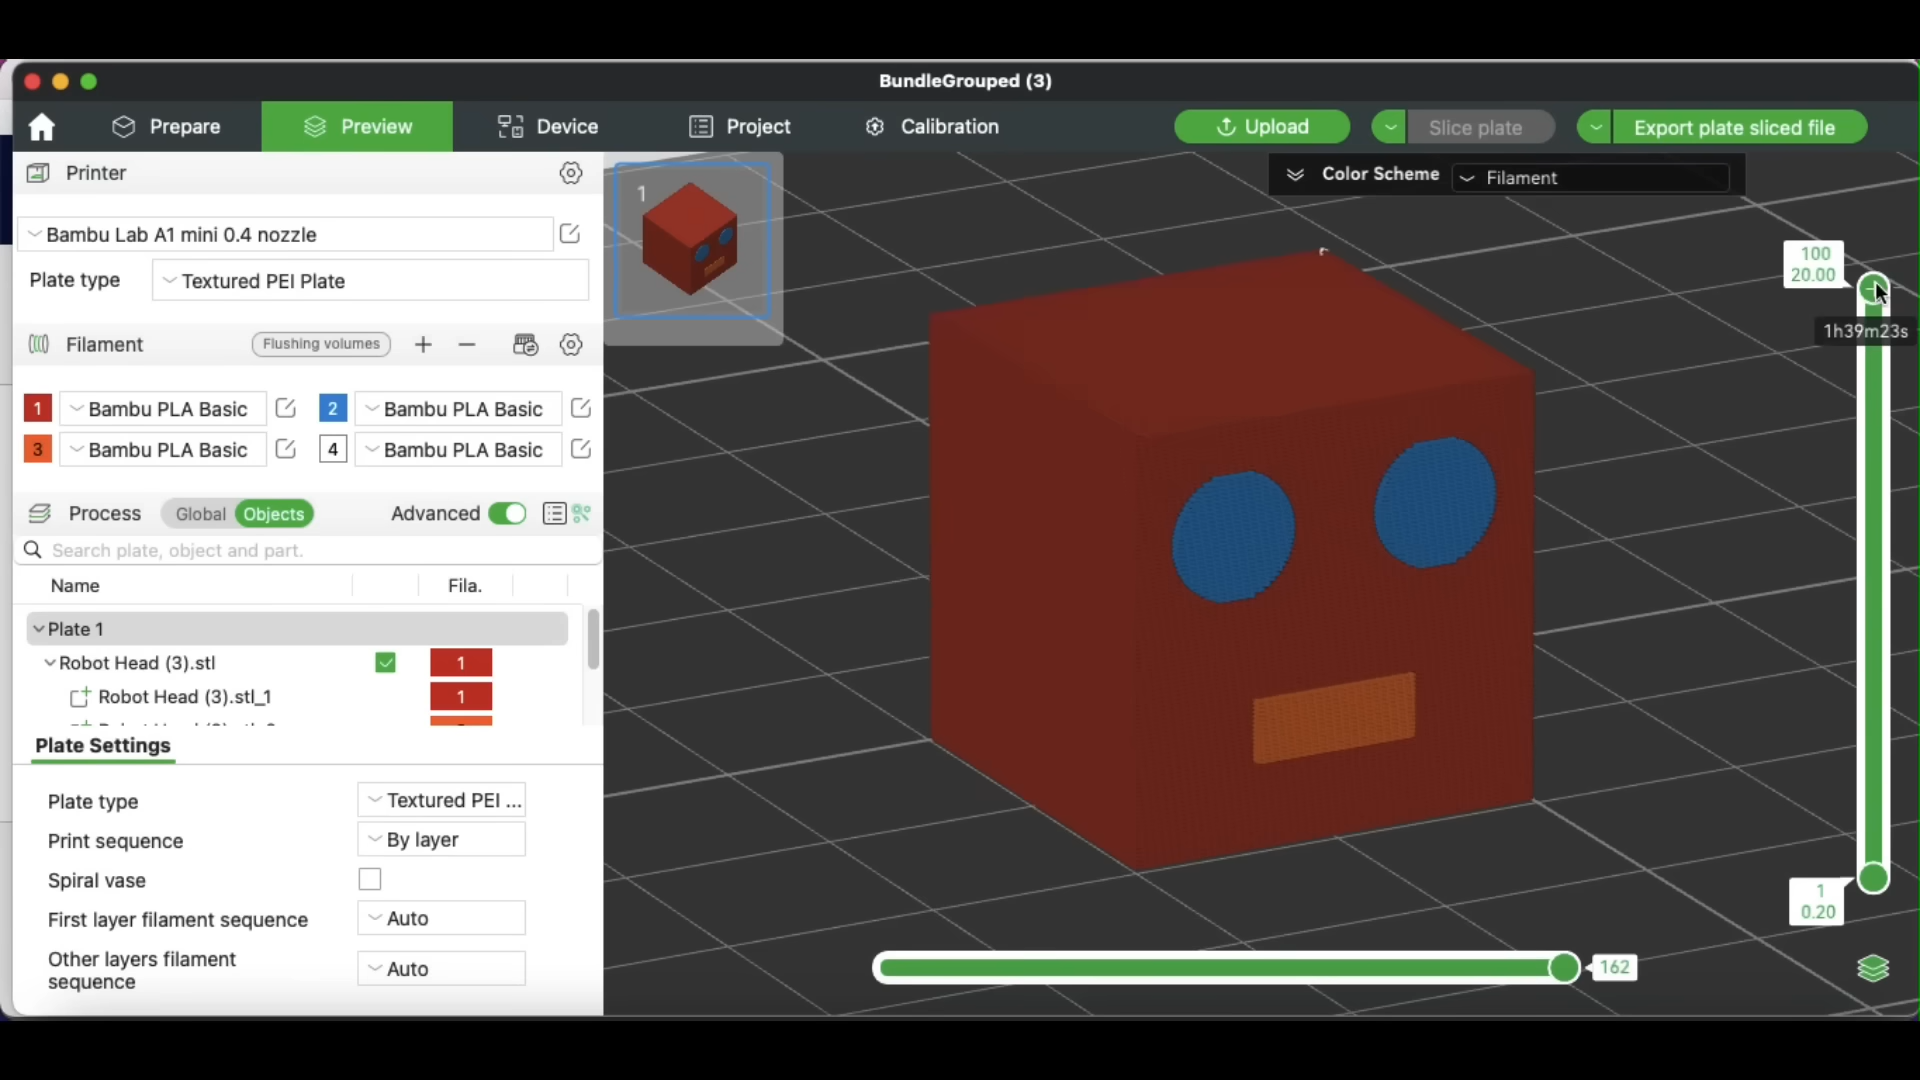 BundleGrouped (3)
Prepare
Preview
Device
Project
Calibration
Upload
Slice plate
Export plate sliced file
Printer
Bambu Lab A1 mini 0.4 nozzle
Plate type
Textured PEI Plate
Filament
Flushing volumes
1 Bambu PLA Basic
2 Bambu PLA Basic
3 Bambu PLA Basic
4 Bambu PLA Basic
Process
Global
Objects
Advanced
Search plate, object and part.
Name
Fila.
Plate 1
Robot Head (3).stl
1
Robot Head (3).stl_1
1
Plate Settings
Plate type
Textured PEI ...
Print sequence
By layer
Spiral vase
First layer filament sequence
Auto
Other layers filament
sequence
Auto
1
Color Scheme
Filament
100
20.00
1h39m23s
1
0.20
162